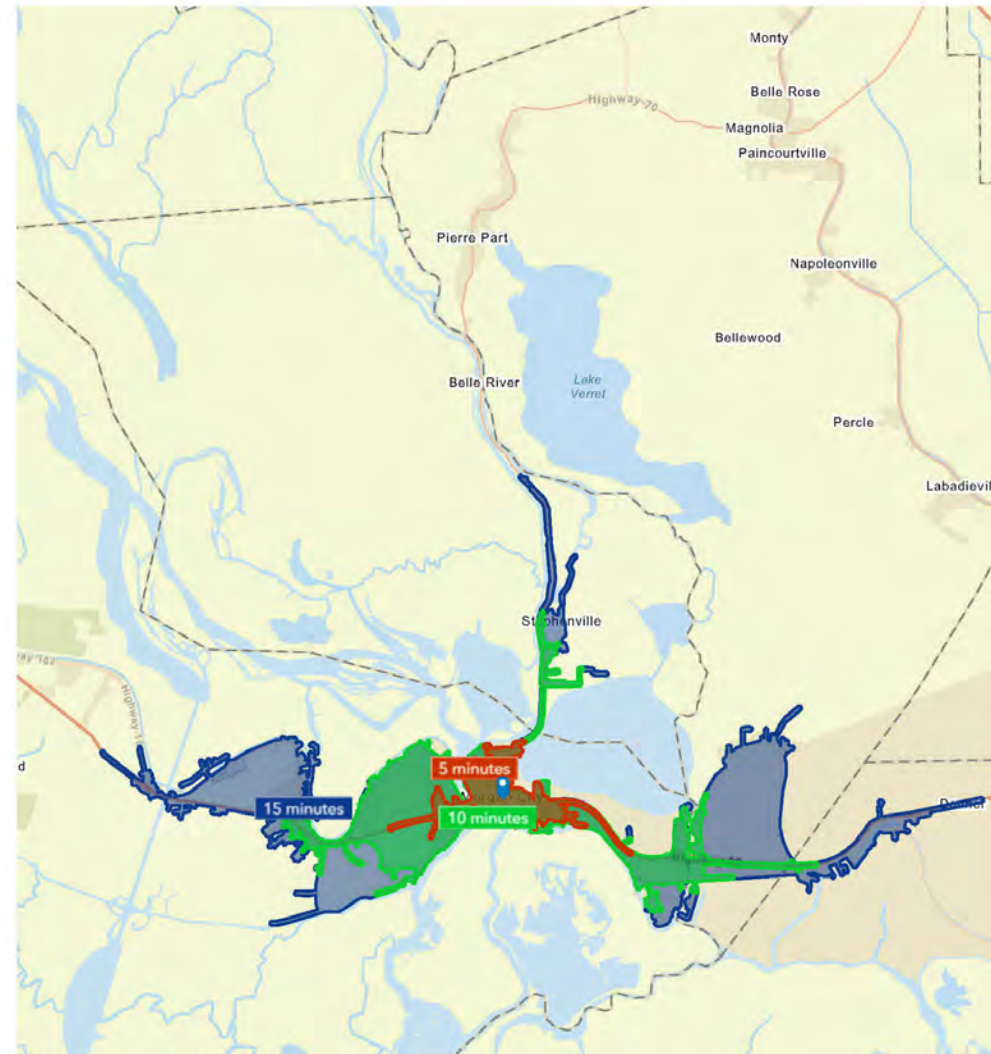 Monty
Belle Rose
Highway 70
Magnolia
Paincourtville
Pierre Part
Napoleonville
Bellewood
Belle River
Lake
Verret
Percle
Labadievil
Stephenville
Highway 1
d
5 minutes
15 minutes
10 minutes